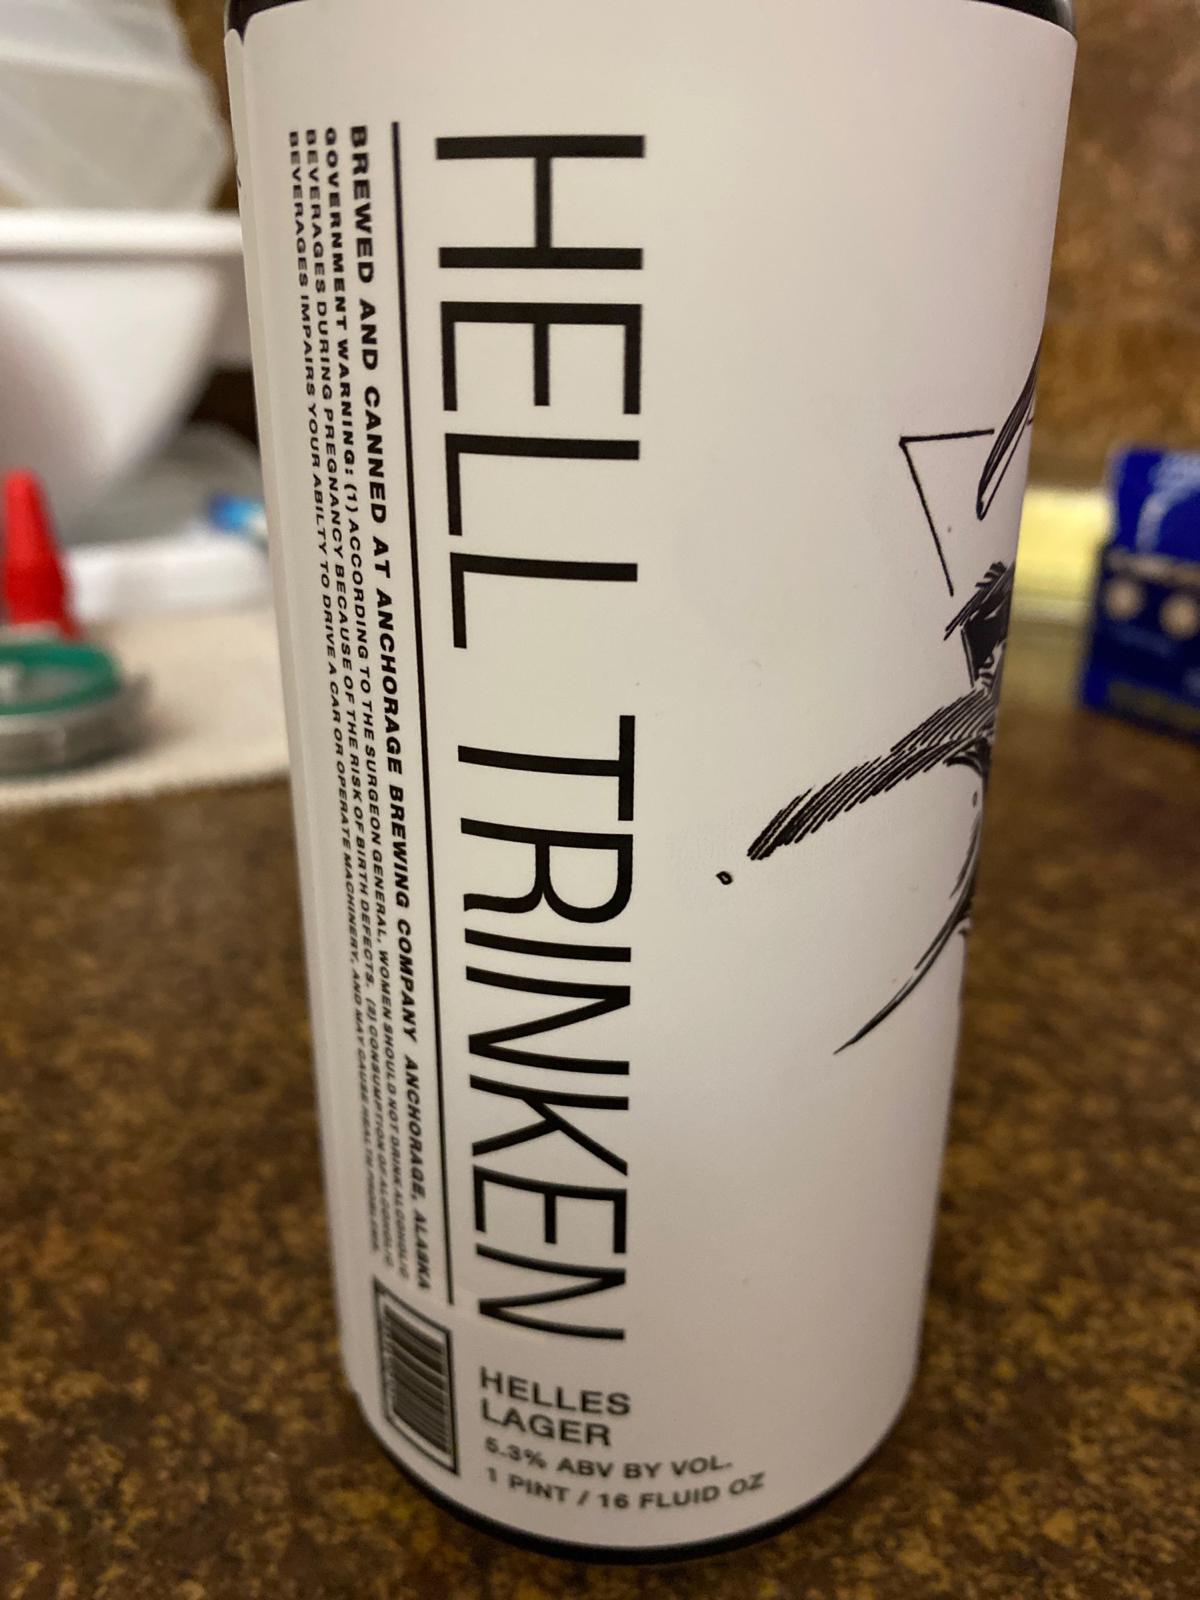 HELL TRINKEN
BREWED AND CANNED AT ANCHORAGE BREWING COMPANY ANCHORAGE, ALASKA
GOVERNMENT WARNING: (1) ACCORDING TO THE SURGEON GENERAL, WOMEN SHOULD NOT DRINK ALCOHOLIC
BEVERAGES DURING PREGNANCY BECAUSE OF THE RISK OF BIRTH DEFECTS. (2) CONSUMPTION OF ALCOHOLIC
BEVERAGES IMPAIRS YOUR ABILTY TO DRIVE A CAR OR OPERATE MACHINERY, AND MAY CAUSE HEALTH PROBLEMS.
HELLES
LAGER
5.3% ABV BY VOL.
1 PINT / 16 FLUID OZ